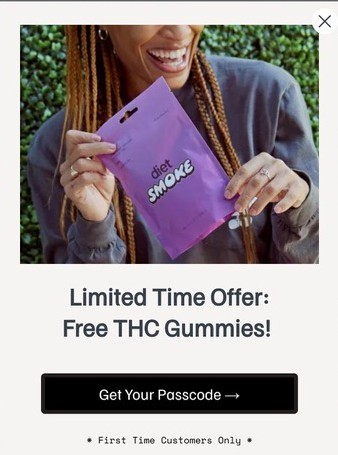 diet
SMOKE
Limited Time Offer:
Free THC Gummies!
Get Your Passcode →
* First Time Customers Only *